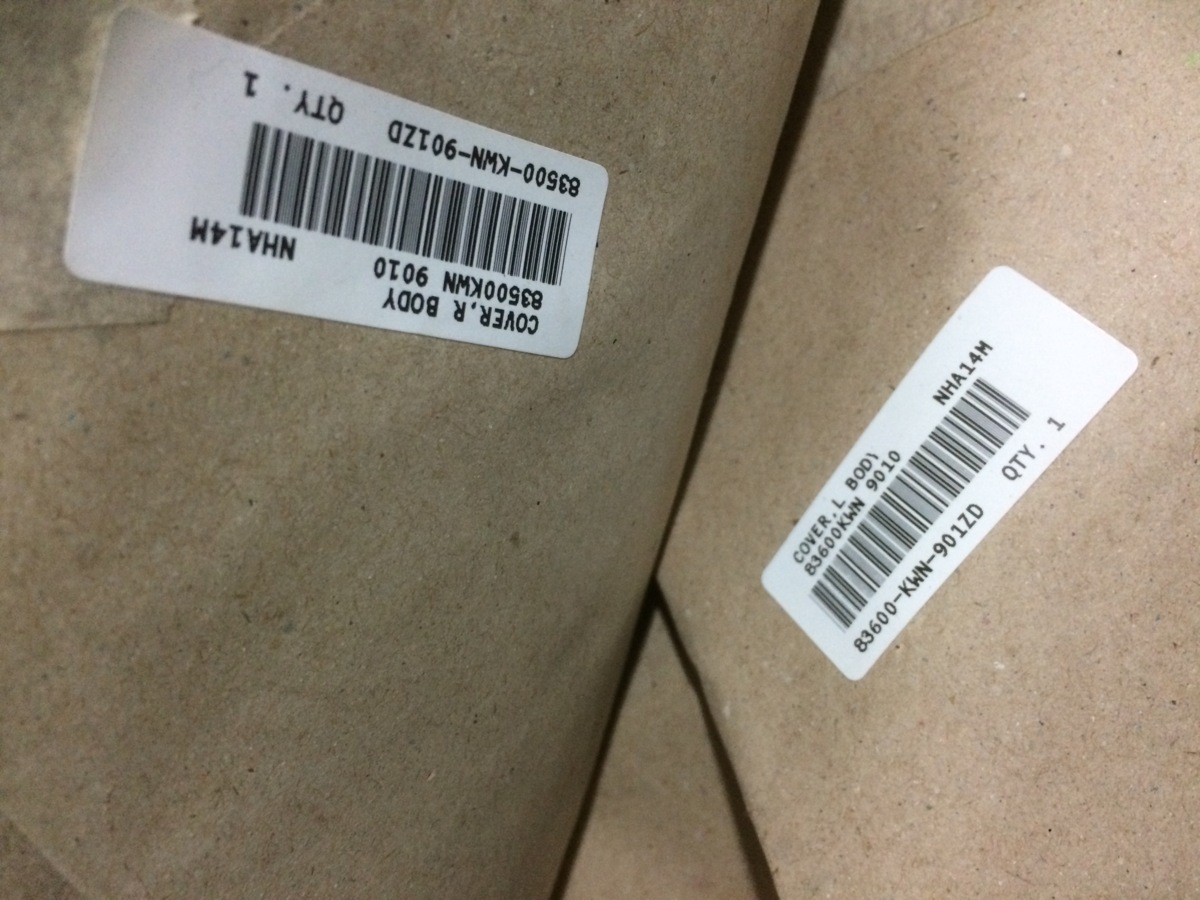 COVER,R BODY
83500KWN 9010
NHA14M
83500-KWN-901ZD QTY. 1
COVER.L BODY
83600KWN 9010
NHA14M
83600-KWN-901ZD QTY. 1